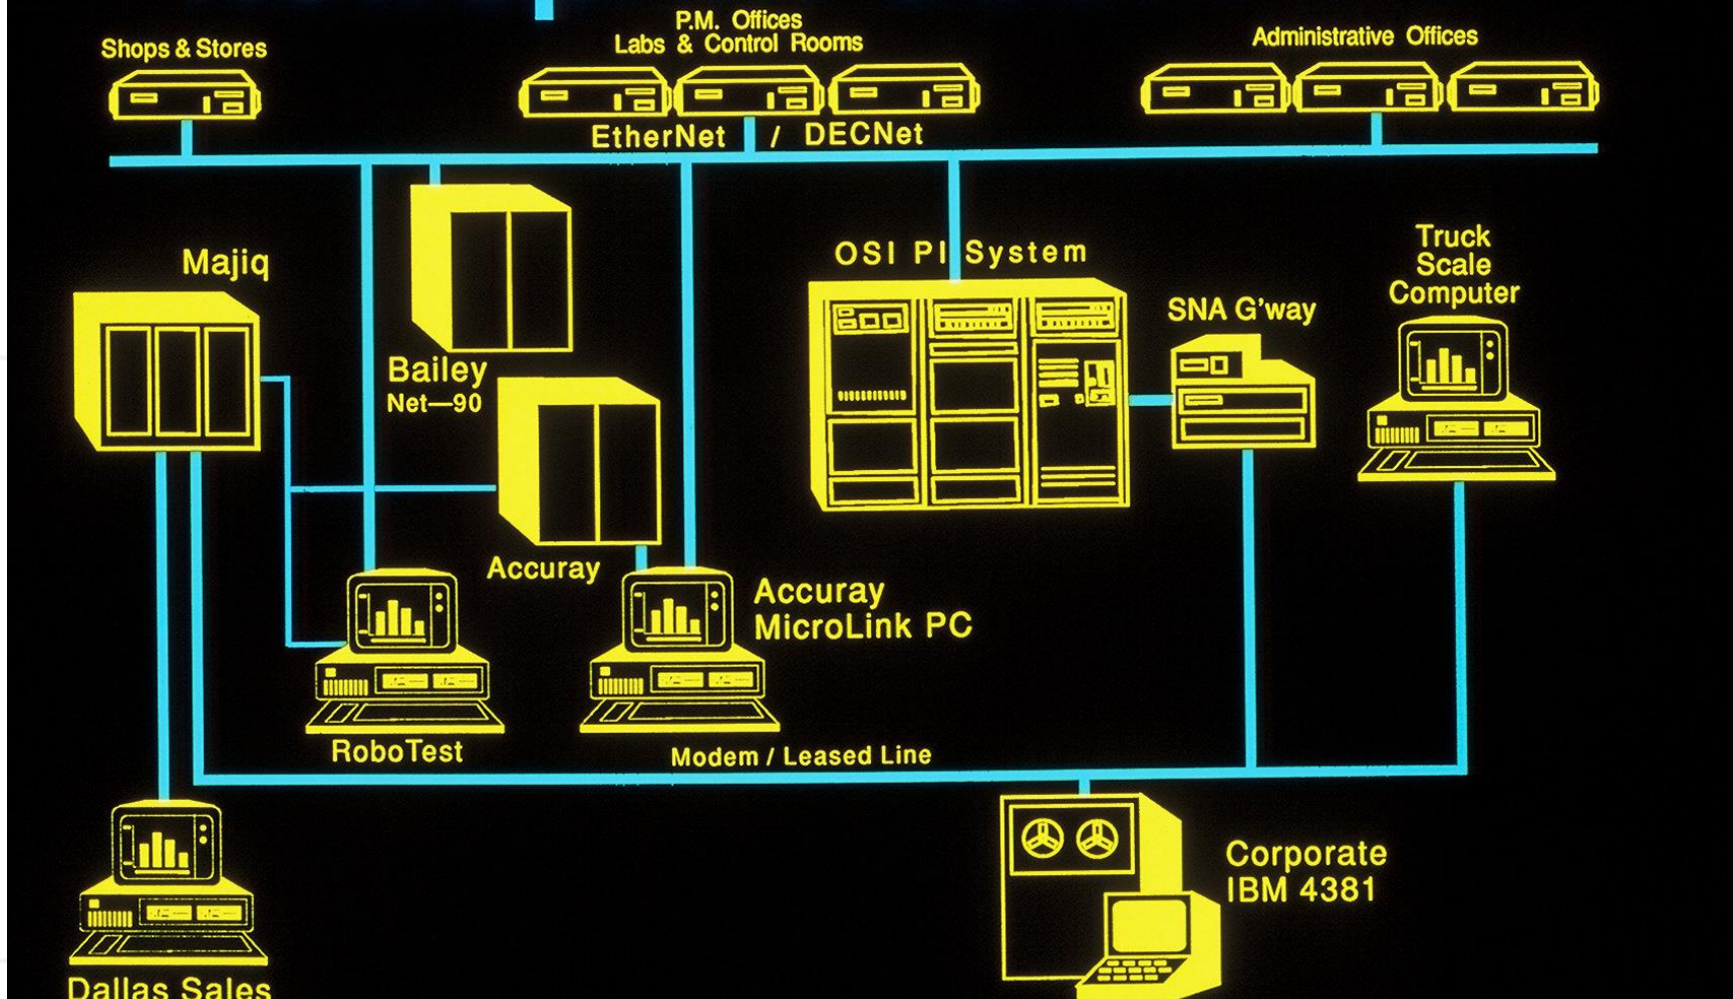 P.M. Offices
Labs & Control Rooms
Shops & Stores
Administrative Offices
EtherNet / DECNet
Majiq
OSI PI System
Truck
Scale
Computer
SNA G'way
Bailey
Net—90
Accuray
Accuray
MicroLink PC
RoboTest
Modem / Leased Line
Corporate
IBM 4381
Dallas Sales